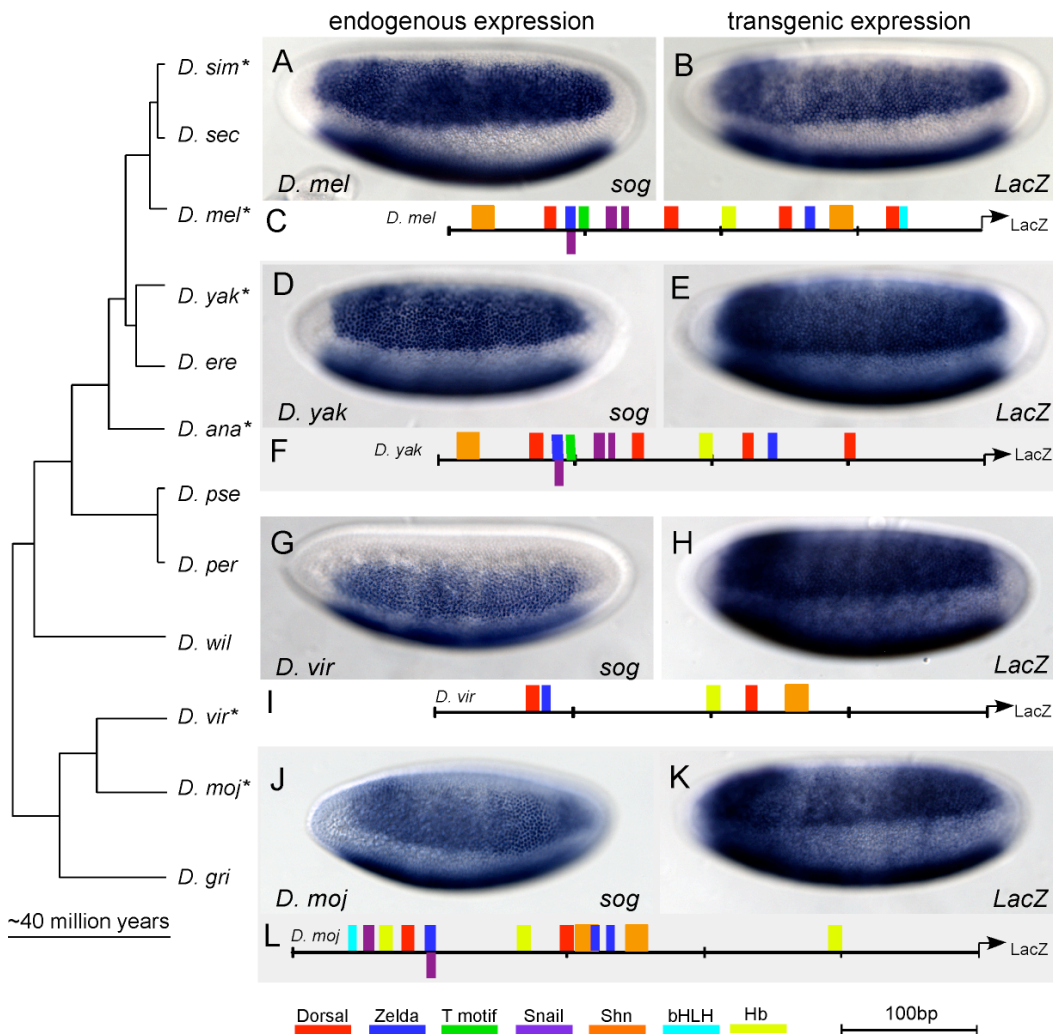 endogenous expression
transgenic expression
D. sim*
D. sec
D. mel*
D. yak*
D. ere
D. ana*
D. pse
D. per
D. wil
D. vir*
D. moj*
D. gri
~40 million years
A
D. mel
sog
B
LacZ
C
D. mel
LacZ
D
D. yak
sog
E
LacZ
F
D. yak
LacZ
G
D. vir
sog
H
LacZ
I
D. vir
LacZ
J
D. moj
sog
K
LacZ
L
D. moj
LacZ
Dorsal Zelda T motif Snail Shn bHLH Hb
100bp